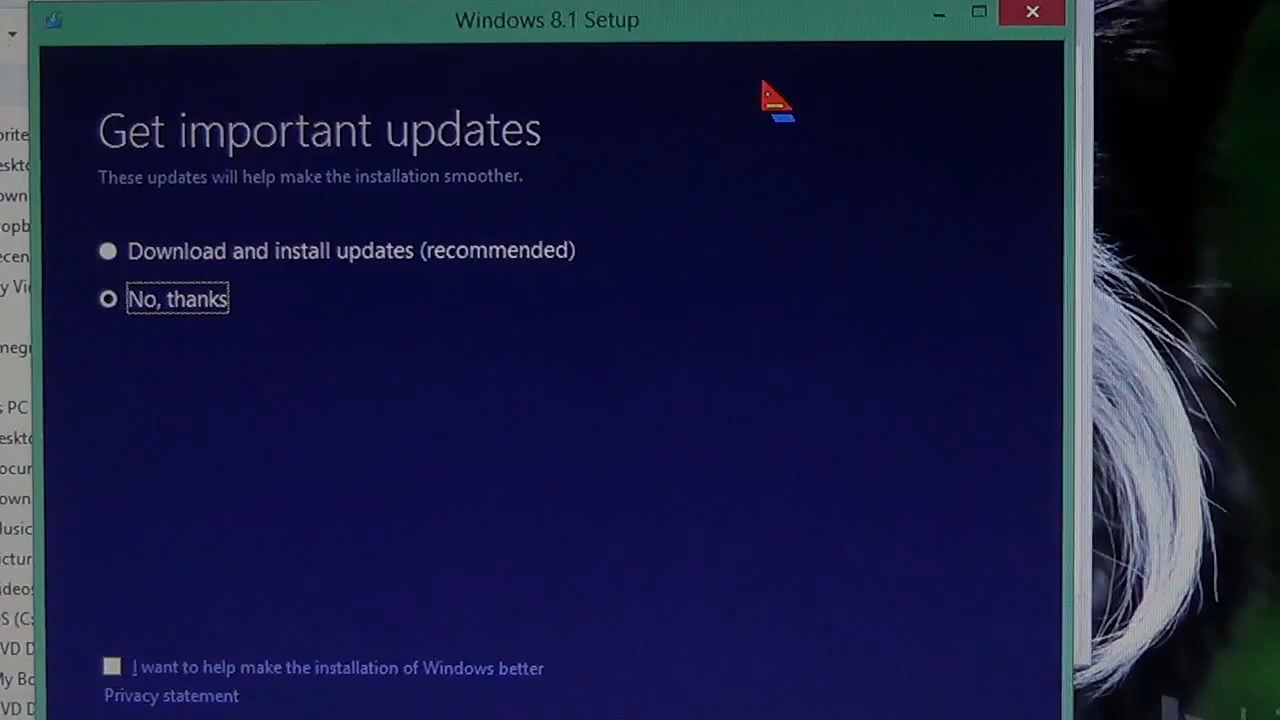 Windows 8.1 Setup
Get important updates
These updates will help make the installation smoother.
Download and install updates (recommended)
No, thanks
I want to help make the installation of Windows better
Privacy statement
s PC